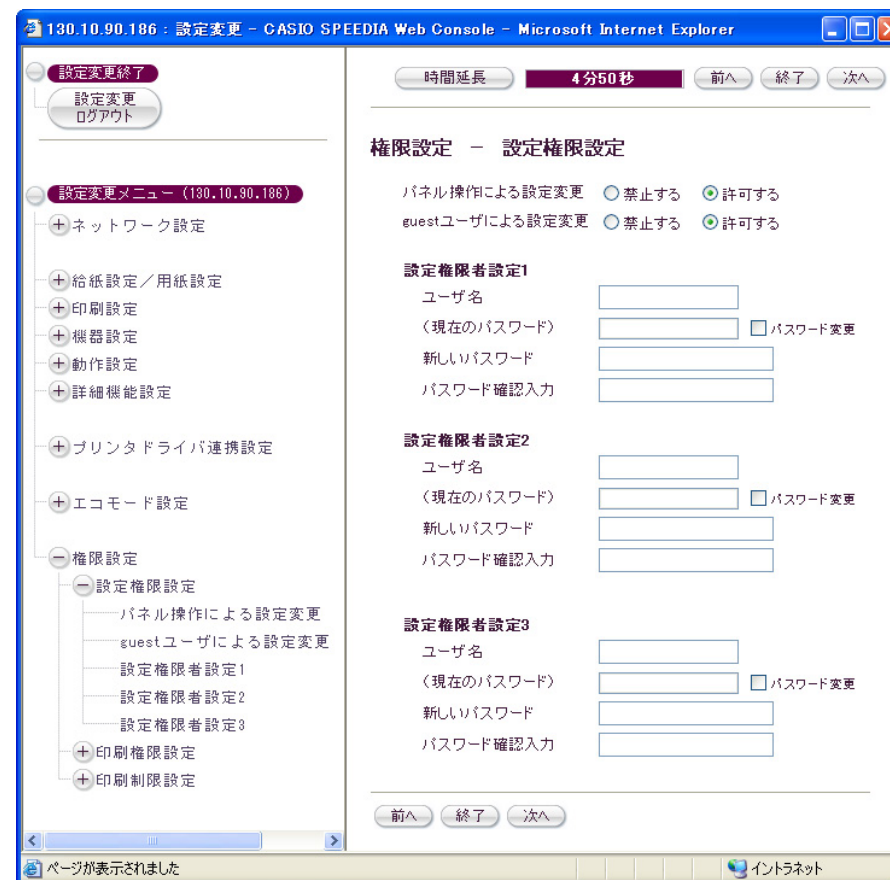 130.10.90.186 : 設定変更 - CASIO SPEEDIA Web Console - Microsoft Internet Explorer
設定変更終了
設定変更
ログアウト
設定変更メニュー (130.10.90.186)
ネットワーク設定
給紙設定／用紙設定
印刷設定
機器設定
動作設定
詳細機能設定
プリンタドライバ連携設定
エコモード設定
権限設定
設定権限設定
パネル操作による設定変更
guestユーザによる設定変更
設定権限者設定1
設定権限者設定2
設定権限者設定3
印刷権限設定
印刷制限設定
時間延長 4分50秒 前へ 終了 次へ
権限設定 － 設定権限設定
パネル操作による設定変更 禁止する 許可する
guestユーザによる設定変更 禁止する 許可する
設定権限者設定1
ユーザ名
（現在のパスワード） パスワード変更
新しいパスワード
パスワード確認入力
設定権限者設定2
ユーザ名
（現在のパスワード） パスワード変更
新しいパスワード
パスワード確認入力
設定権限者設定3
ユーザ名
（現在のパスワード） パスワード変更
新しいパスワード
パスワード確認入力
前へ 終了 次へ
ページが表示されました イントラネット